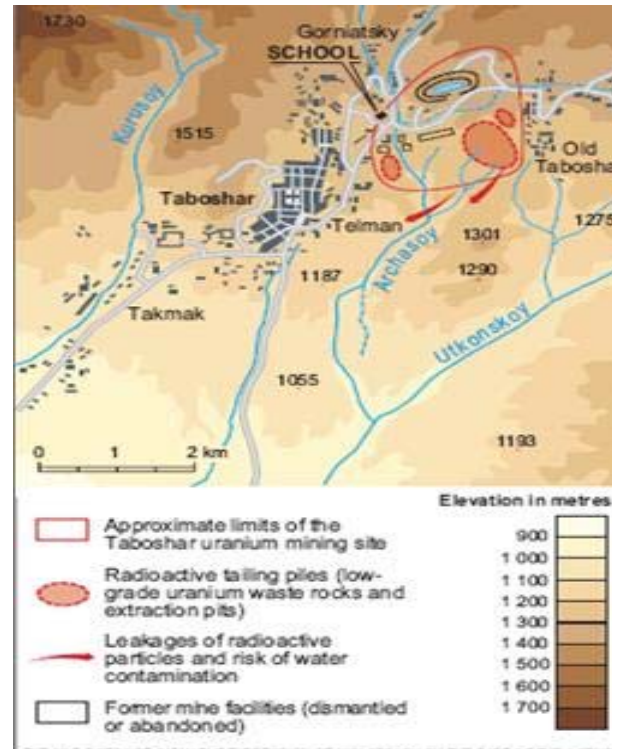 1730
Gorniatsky
SCHOOL
Kurusoy
1515
Old
Taboshar
Taboshar
Telman
1275
1301
Archasoy
1290
1187
Takmak
Utkonskoy
1055
1193
0 1 2 km
Elevation in metres
900
1 000
1 100
1 200
1 300
1 400
1 500
1 600
1 700
Approximate limits of the
Taboshar uranium mining site
Radioactive tailing piles (low-
grade uranium waste rocks and
extraction pits)
Leakages of radioactive
particles and risk of water
contamination
Former mine facilities (dismantled
or abandoned)